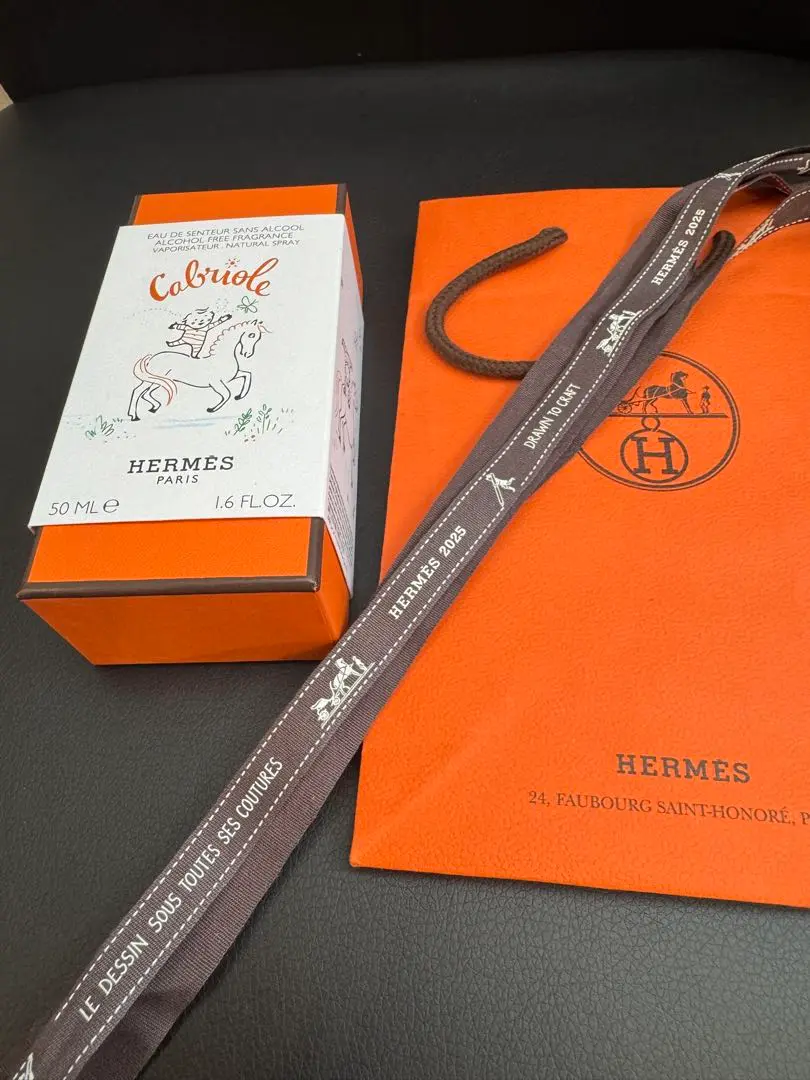 EAU DE SENTEUR SANS ALCOOL
ALCOHOL-FREE FRAGRANCE
VAPORISATEUR . NATURAL SPRAY
Cabriole
HERMÈS
PARIS
50 ML e
1.6 FL.OZ.
HERMÈS 2025
DRAWN TO CRAFT
HERMÈS 2025
LE DESSIN SOUS TOUTES SES COUTURES
H
HERMÈS
24, FAUBOURG SAINT-HONORÉ, P